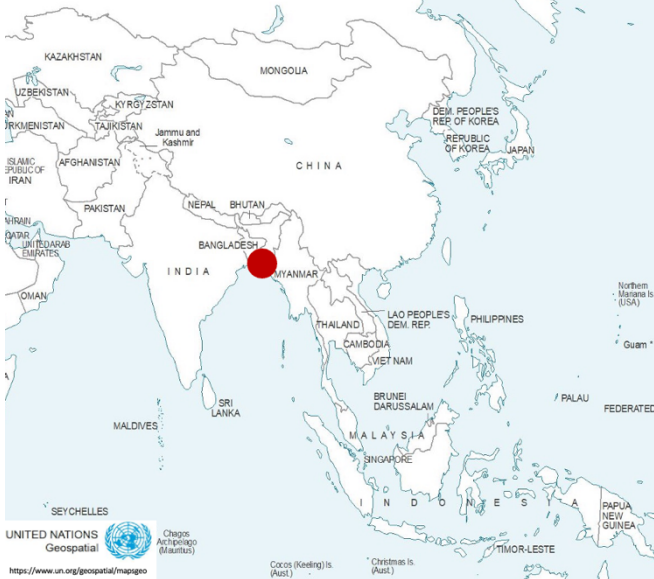 KAZAKHSTAN
MONGOLIA
UZBEKISTAN
KYRGYZSTAN
DEM. PEOPLE'S
REP. OF KOREA
TAJIKISTAN
Jammu and
Kashmir
REPUBLIC
OF KOREA
JAPAN
ISLAMIC
IRAN
AFGHANISTAN
CHINA
PAKISTAN
NEPAL
BHUTAN
QATAR
UNITED ARAB
EMIRATES
BANGLADESH
INDIA
MYANMAR
OMAN
Northern
Mariana Is
(USA)
LAO PEOPLE'S
DEM. REP.
THAILAND
PHILIPPINES
CAMBODIA
VIET NAM
Guam
SRI
LANKA
BRUNEI
DARUSSALAM
PALAU
FEDERATED
MALDIVES
MALAYSIA
SINGAPORE
INDONESIA
SEYCHELLES
PAPUA
NEW
GUINEA
UNITED NATIONS
Geospatial
Chagos
Archipelago
(Mauritius)
TIMOR-LESTE
https://www.un.org/geospatial/mapsgeo
Cocos (Keeling) Is.
(Aust.)
Christmas Is.
(Aust.)